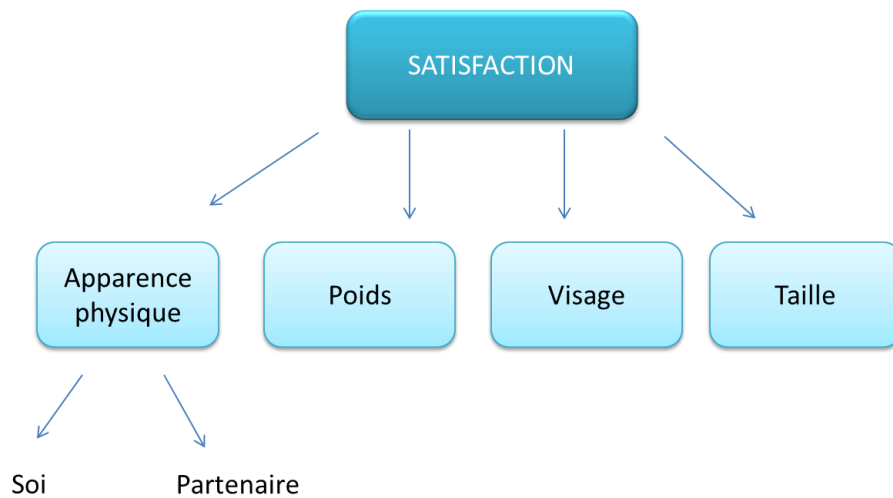 SATISFACTION
Apparence
physique
Poids
Visage
Taille
Soi
Partenaire